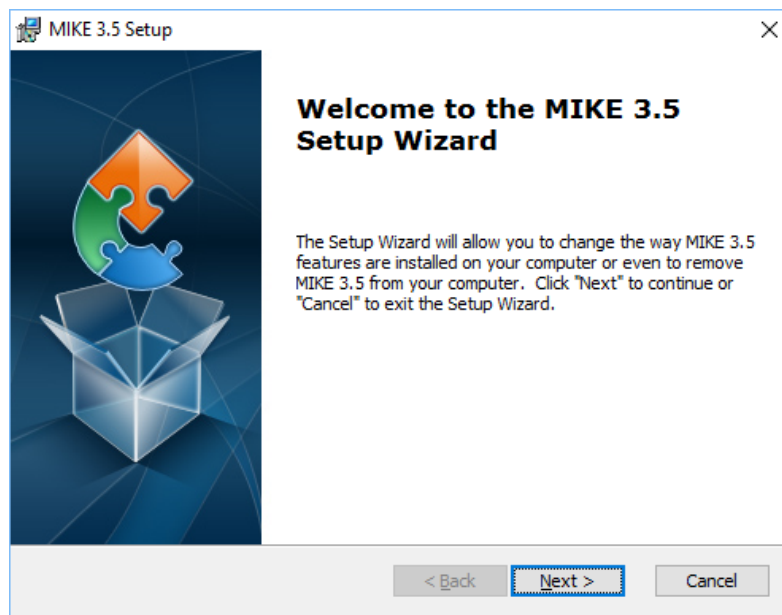 MIKE 3.5 Setup
Welcome to the MIKE 3.5
Setup Wizard
The Setup Wizard will allow you to change the way MIKE 3.5
features are installed on your computer or even to remove
MIKE 3.5 from your computer.  Click "Next" to continue or
"Cancel" to exit the Setup Wizard.
< Back
Next >
Cancel